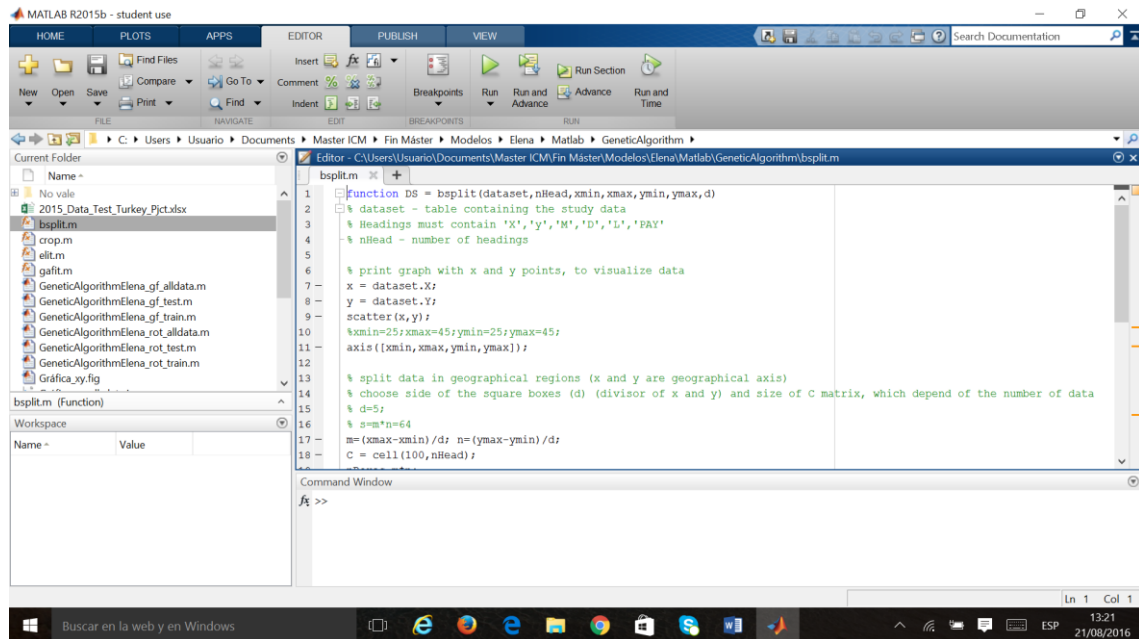 MATLAB R2015b - student use
HOME PLOTS APPS EDITOR PUBLISH VIEW
Search Documentation
New Open Save
Find Files
Compare
Print
FILE
Go To
Find
NAVIGATE
Insert
Comment
Indent
EDIT
Breakpoints
BREAKPOINTS
Run
Run and Advance
Run Section
Advance
Run and Time
RUN
C: Users Usuario Documents Master ICM Fin Máster Modelos Elena Matlab GeneticAlgorithm
Current Folder
Name
No vale
2015_Data_Test_Turkey_Pjct.xlsx
bsplit.m
crop.m
elit.m
gafit.m
GeneticAlgorithmElena_gf_alldata.m
GeneticAlgorithmElena_gf_test.m
GeneticAlgorithmElena_gf_train.m
GeneticAlgorithmElena_rot_alldata.m
GeneticAlgorithmElena_rot_test.m
GeneticAlgorithmElena_rot_train.m
Gráfica_xy.fig
bsplit.m (Function)
Workspace
Name Value
Editor - C:\Users\Usuario\Documents\Master ICM\Fin Máster\Modelos\Elena\Matlab\GeneticAlgorithm\bsplit.m
bsplit.m
1 function DS = bsplit(dataset,nHead,xmin,xmax,ymin,ymax,d)
2 % dataset - table containing the study data
3 % Headings must contain 'X','y','M','D','L','PAY'
4 % nHead - number of headings
5
6 % print graph with x and y points, to visualize data
7 x = dataset.X;
8 y = dataset.Y;
9 scatter(x,y);
10 %xmin=25;xmax=45;ymin=25;ymax=45;
11 axis([xmin,xmax,ymin,ymax]);
12
13 % split data in geographical regions (x and y are geographical axis)
14 % choose side of the square boxes (d) (divisor of x and y) and size of C matrix, which depend of the number of data
15 % d=5;
16 % s=m*n=64
17 m=(xmax-xmin)/d; n=(ymax-ymin)/d;
18 C = cell(100,nHead);
Command Window
fx >>
Ln 1 Col 1
Buscar en la web y en Windows
ESP
13:21
21/08/2016